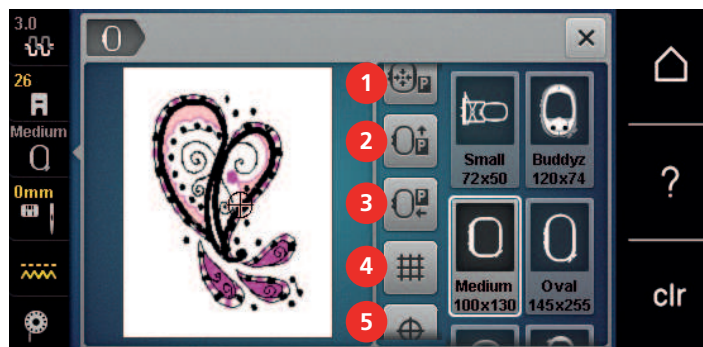 3.0
26
Medium
0mm
1
P
2
P
3
P
4
5
Small
72x50
Buddyz
120x74
Medium
100x130
Oval
145x255
?
clr